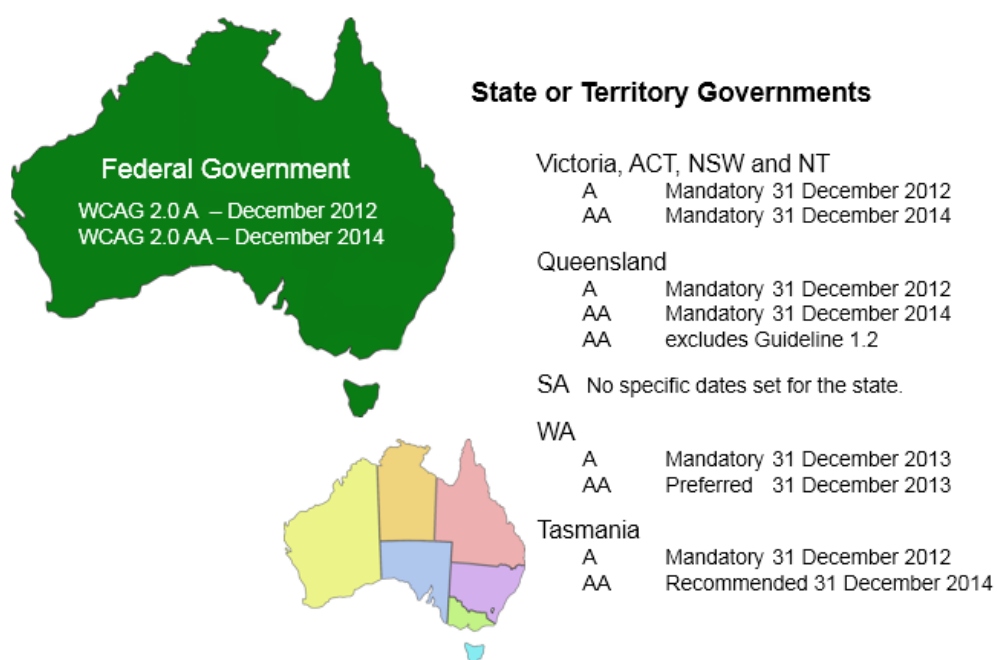 Federal Government
WCAG 2.0 A – December 2012
WCAG 2.0 AA – December 2014
State or Territory Governments
Victoria, ACT, NSW and NT
A Mandatory 31 December 2012
AA Mandatory 31 December 2014
Queensland
A Mandatory 31 December 2012
AA Mandatory 31 December 2014
AA excludes Guideline 1.2
SA No specific dates set for the state.
WA
A Mandatory 31 December 2013
AA Preferred 31 December 2013
Tasmania
A Mandatory 31 December 2012
AA Recommended 31 December 2014